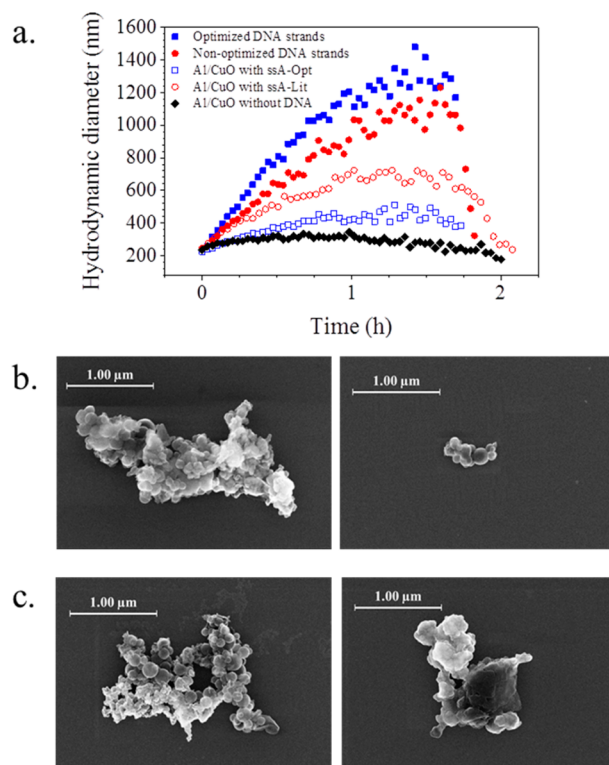 a.
Hydrodynamic diameter (nm)
1600
1400
1200
1000
800
600
400
200
Optimized DNA strands
Non-optimized DNA strands
Al/CuO with ssA-Opt
Al/CuO with ssA-Lit
Al/CuO without DNA
0 1 2
Time (h)
b.
1.00 µm 1.00 µm
c.
1.00 µm 1.00 µm